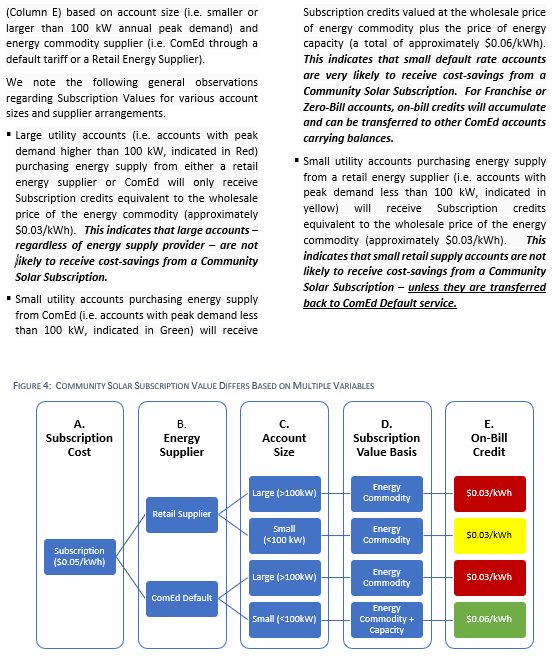 (Column E) based on account size (i.e. smaller or
larger than 100 kW annual peak demand) and
energy commodity supplier (i.e. ComEd through a
default tariff or a Retail Energy Supplier).
We note the following general observations
regarding Subscription Values for various account
sizes and supplier arrangements.
▪ Large utility accounts (i.e. accounts with peak
demand higher than 100 kW, indicated in Red)
purchasing energy supply from either a retail
energy supplier or ComEd will only receive
Subscription credits equivalent to the wholesale
price of the energy commodity (approximately
$0.03/kWh). This indicates that large accounts –
regardless of energy supply provider – are not
likely to receive cost-savings from a Community
Solar Subscription.
▪ Small utility accounts purchasing energy supply
from ComEd (i.e. accounts with peak demand less
than 100 kW, indicated in Green) will receive
Subscription credits valued at the wholesale price
of energy commodity plus the price of energy
capacity (a total of approximately $0.06/kWh).
This indicates that small default rate accounts
are very likely to receive cost-savings from a
Community Solar Subscription. For Franchise or
Zero-Bill accounts, on-bill credits will accumulate
and can be transferred to other ComEd accounts
carrying balances.
▪ Small utility accounts purchasing energy supply
from a retail energy supplier (i.e. accounts with
peak demand less than 100 kW, indicated in
yellow) will receive Subscription credits
equivalent to the wholesale price of the energy
commodity (approximately $0.03/kWh). This
indicates that small retail supply accounts are not
likely to receive cost-savings from a Community
Solar Subscription – unless they are transferred
back to ComEd Default service.
FIGURE 4: COMMUNITY SOLAR SUBSCRIPTION VALUE DIFFERS BASED ON MULTIPLE VARIABLES
A.
Subscription
Cost
Subscription
($0.05/kWh)
B.
Energy
Supplier
Retail Supplier
ComEd Default
C.
Account
Size
Large (>100kW)
Small
(<100 kW)
Large (>100kW)
Small (<100kW)
D.
Subscription
Value Basis
Energy
Commodity
Energy
Commodity
Energy
Commodity
Energy
Commodity +
Capacity
E.
On-Bill
Credit
$0.03/kWh
$0.03/kWh
$0.03/kWh
$0.06/kWh